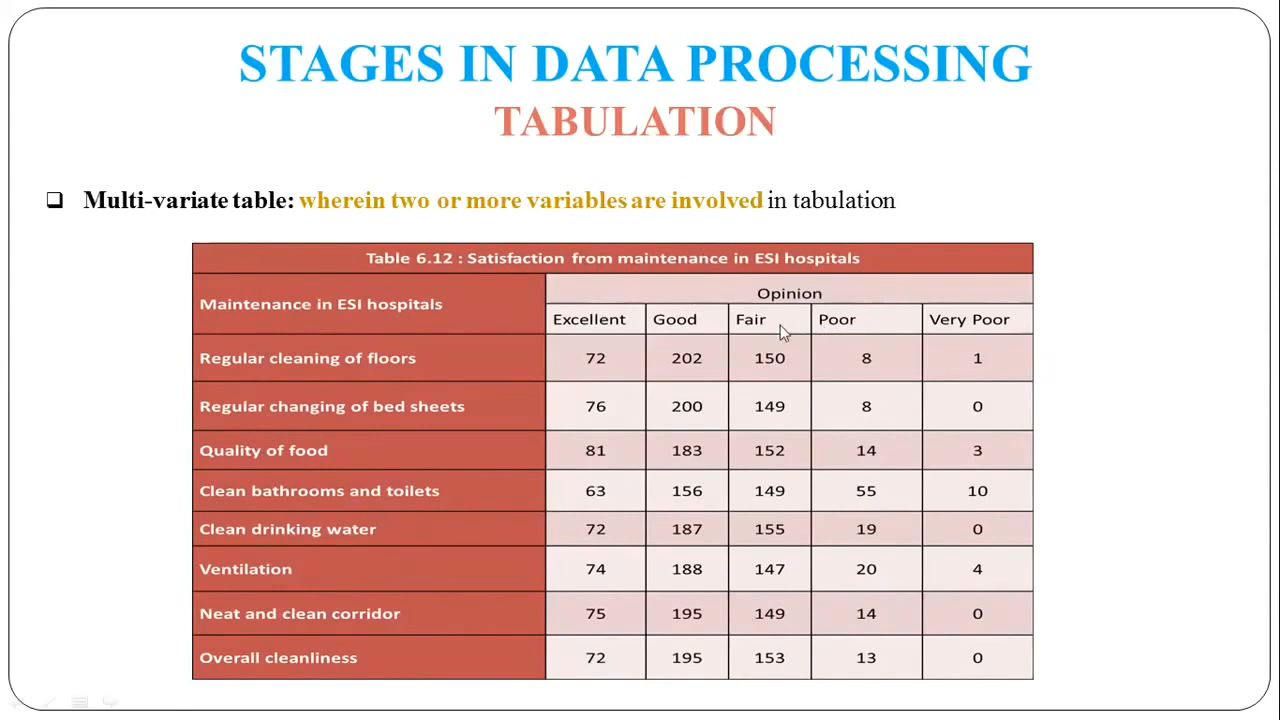 STAGES IN DATA PROCESSING
TABULATION
Multi-variate table: wherein two or more variables are involved in tabulation
Table 6.12 : Satisfaction from maintenance in ESI hospitals
Maintenance in ESI hospitals
Opinion
Excellent Good Fair Poor Very Poor
Regular cleaning of floors 72 202 150 8 1
Regular changing of bed sheets 76 200 149 8 0
Quality of food 81 183 152 14 3
Clean bathrooms and toilets 63 156 149 55 10
Clean drinking water 72 187 155 19 0
Ventilation 74 188 147 20 4
Neat and clean corridor 75 195 149 14 0
Overall cleanliness 72 195 153 13 0